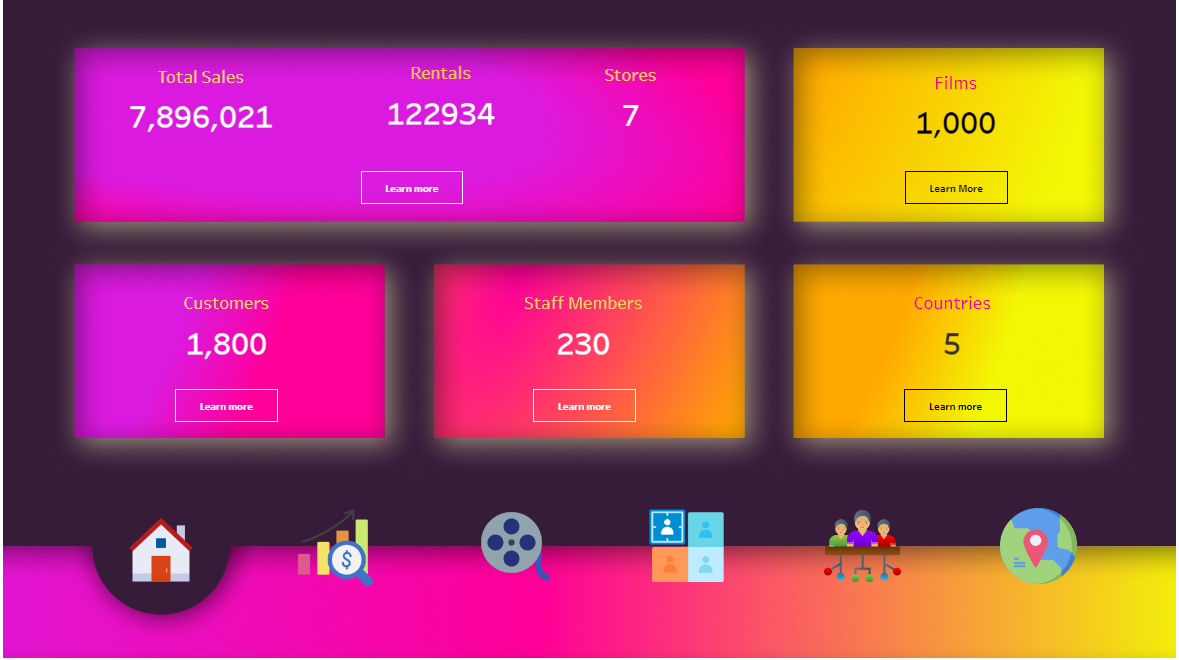 Total Sales
7,896,021
Rentals
122934
Stores
7
Learn more
Films
1,000
Learn More
Customers
1,800
Learn more
Staff Members
230
Learn more
Countries
5
Learn more
$